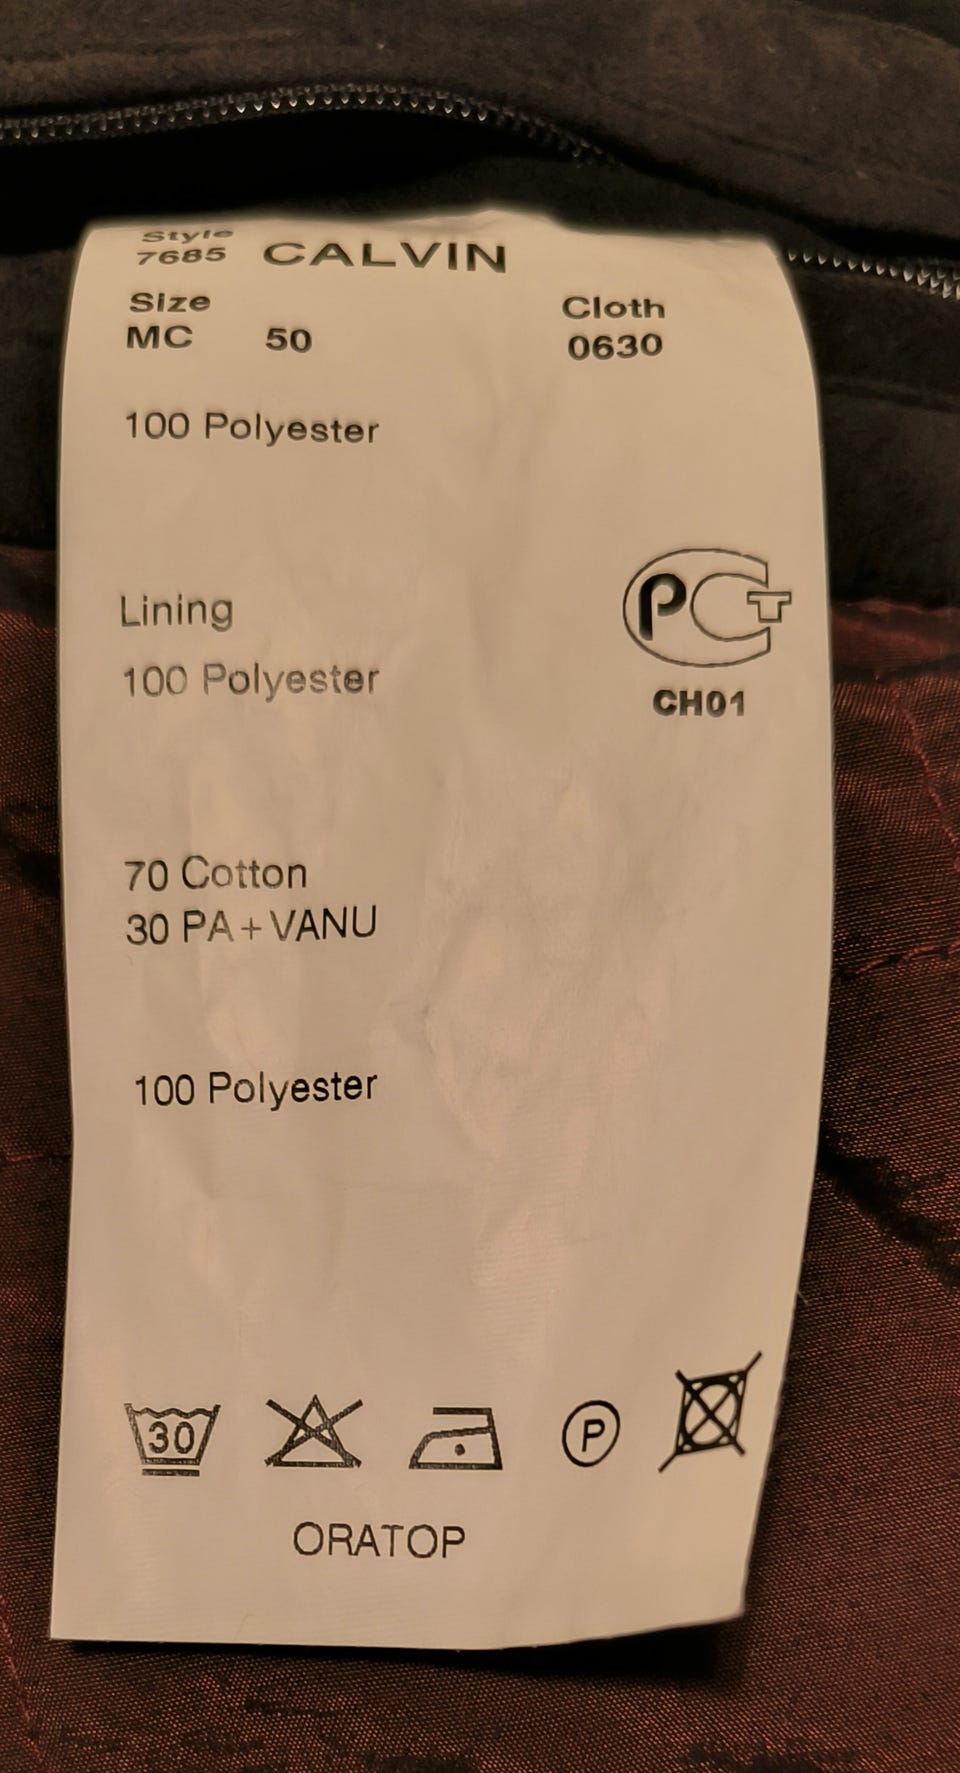 Style
7685 CALVIN
Size Cloth
MC 50 0630
100 Polyester
Lining
100 Polyester
РСТ
CH01
70 Cotton
30 PA+VANU
100 Polyester
30 P
ORATOP